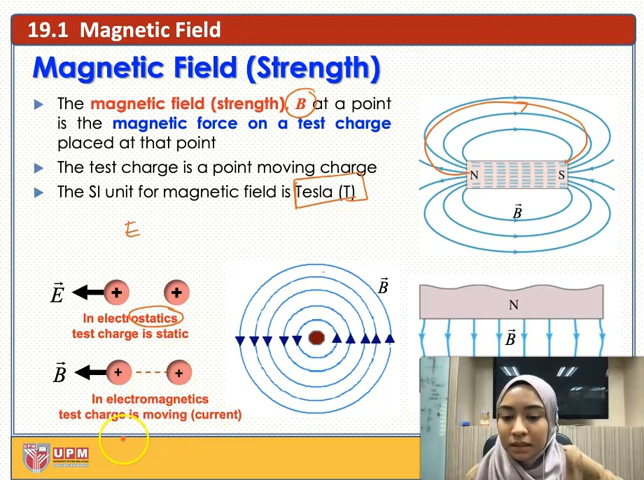 19.1 Magnetic Field
Magnetic Field (Strength)
► The magnetic field (strength) B at a point
is the magnetic force on a test charge
placed at that point
► The test charge is a point moving charge
► The SI unit for magnetic field is Tesla (T)
E
N S
B
E + +
In electrostatics
test charge is static
B + +
In electromagnetics
test charge is moving (current)
B
N
B
UPM